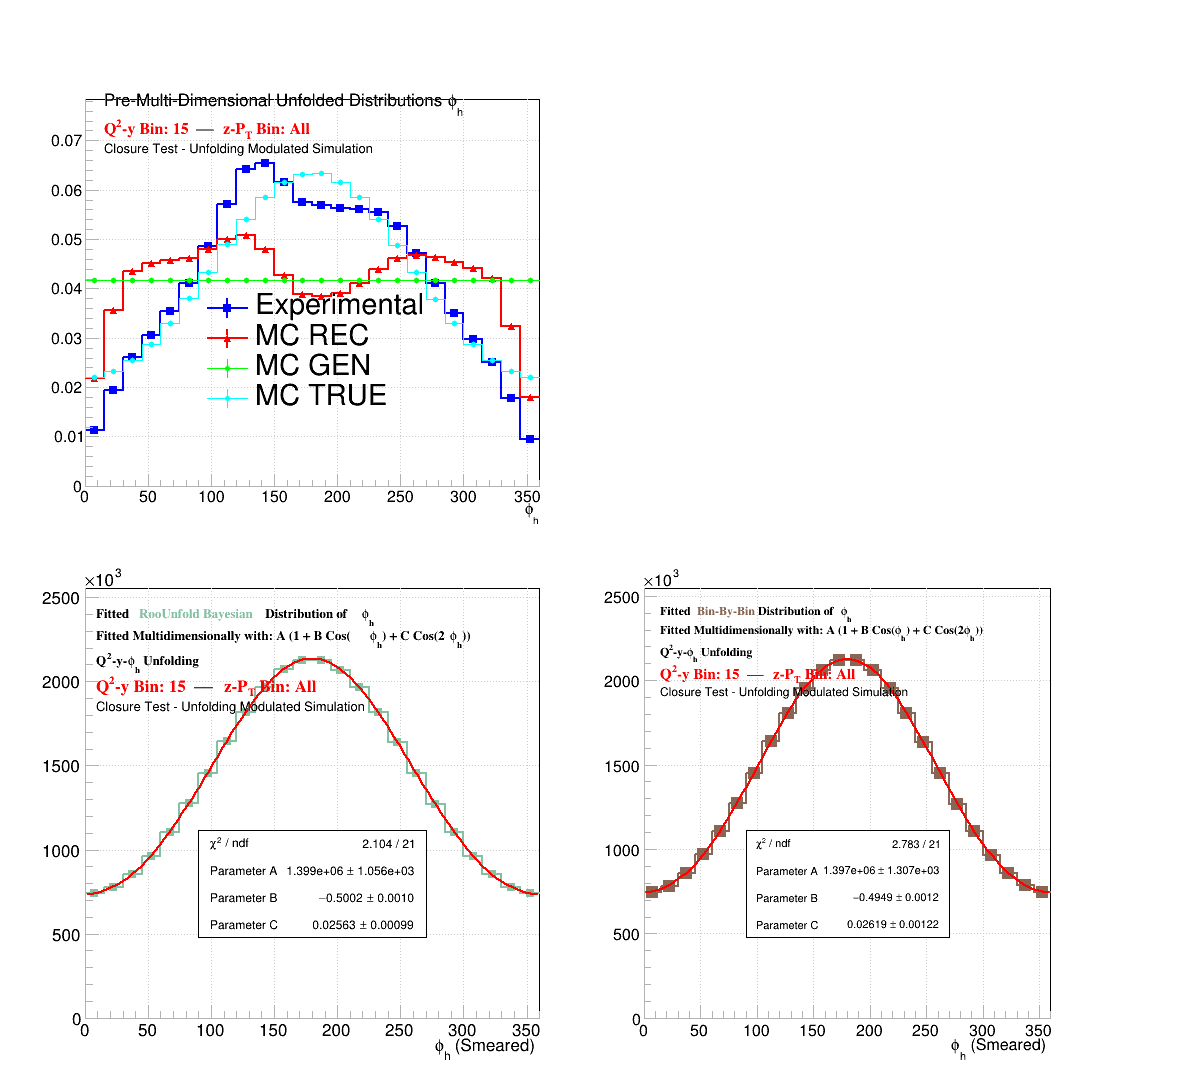 Pre-Multi-Dimensional Unfolded Distributions ϕh
Q²-y Bin: 15 — z-PT Bin: All
Closure Test - Unfolding Modulated Simulation
0.07
0.06
0.05
0.04
0.03
0.02
0.01
0
Experimental
MC REC
MC GEN
MC TRUE
0 50 100 150 200 250 300 350
ϕh
×10³
2500
2000
1500
1000
500
0
Fitted RooUnfold Bayesian Distribution of ϕh
Fitted Multidimensionally with: A (1 + B Cos( ϕh) + C Cos(2 ϕh))
Q²-y-ϕh Unfolding
Q²-y Bin: 15 — z-PT Bin: All
Closure Test - Unfolding Modulated Simulation
χ² / ndf 2.104 / 21
Parameter A 1.399e+06 ± 1.056e+03
Parameter B −0.5002 ± 0.0010
Parameter C 0.02563 ± 0.00099
0 50 100 150 200 250 300 350
ϕh (Smeared)
×10³
2500
2000
1500
1000
500
0
Fitted Bin-By-Bin Distribution of ϕh
Fitted Multidimensionally with: A (1 + B Cos(ϕh) + C Cos(2ϕh))
Q²-y-ϕh Unfolding
Q²-y Bin: 15 — z-PT Bin: All
Closure Test - Unfolding Modulated Simulation
χ² / ndf 2.783 / 21
Parameter A 1.397e+06 ± 1.307e+03
Parameter B −0.4949 ± 0.0012
Parameter C 0.02619 ± 0.00122
0 50 100 150 200 250 300 350
ϕh (Smeared)